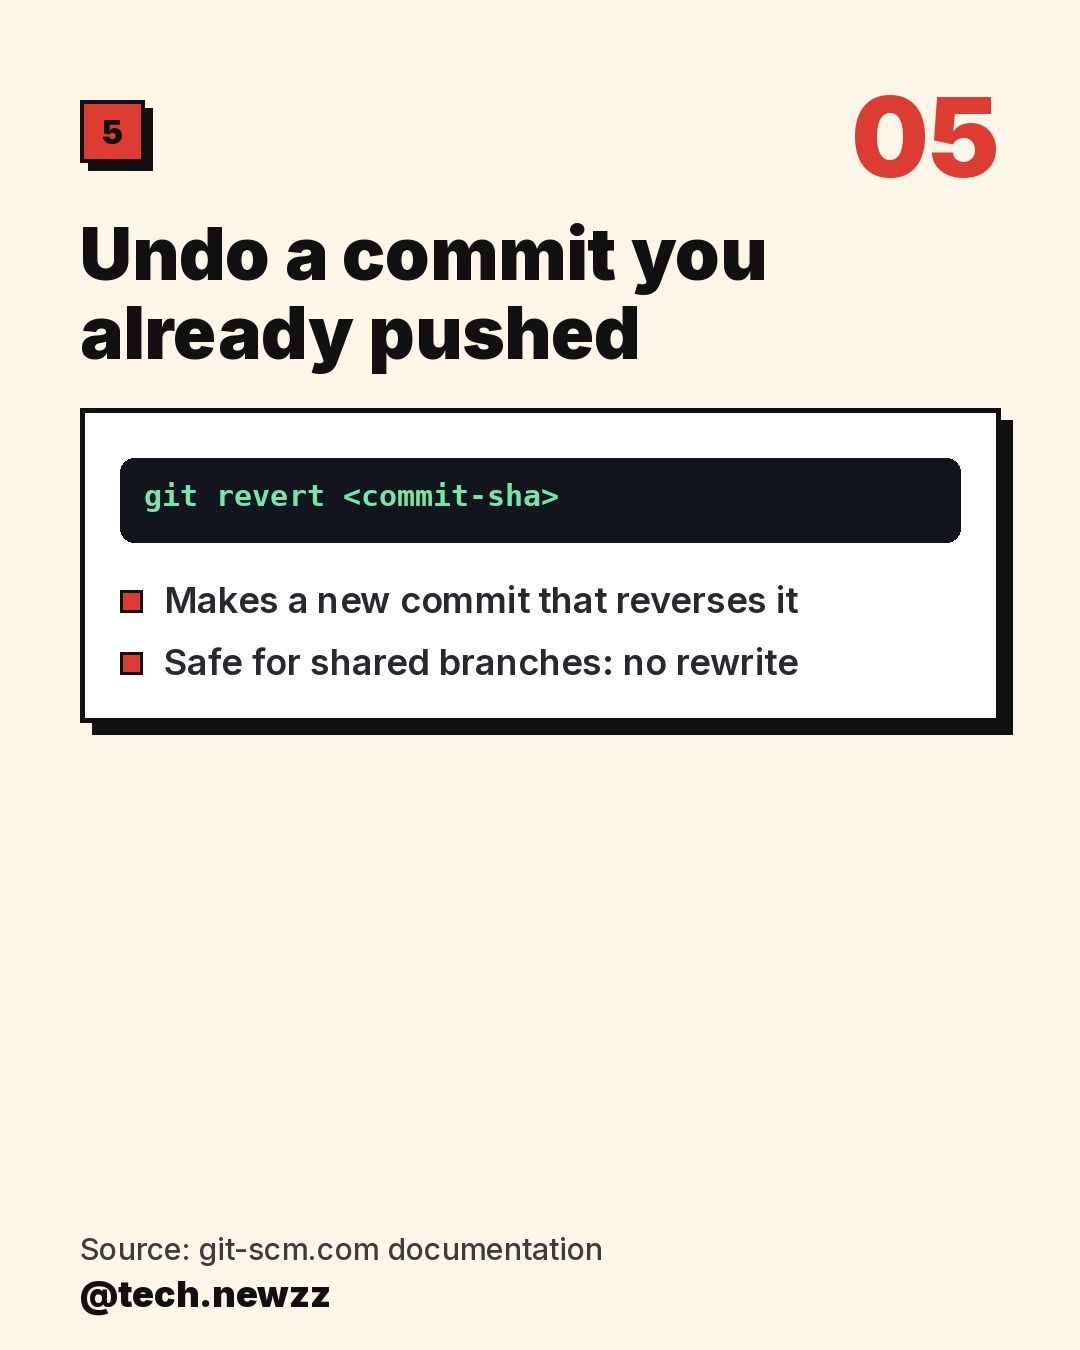 5
05
Undo a commit you
already pushed
git revert <commit-sha>
Makes a new commit that reverses it
Safe for shared branches: no rewrite
Source: git-scm.com documentation
@tech.newzz